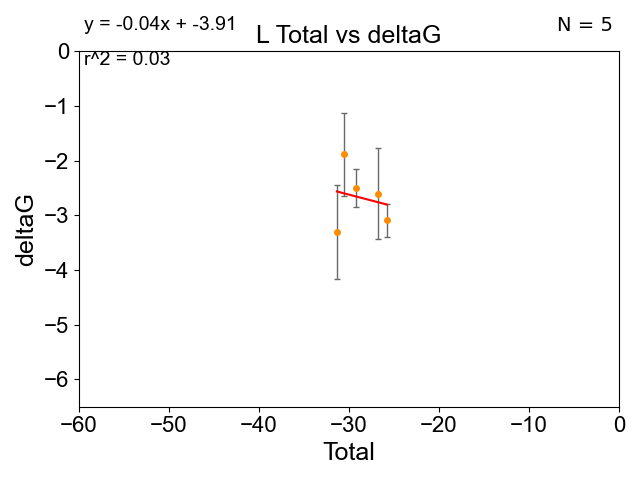 y = -0.04x + -3.91
N = 5
L Total vs deltaG
r^2 = 0.03
0
−1
−2
−3
−4
−5
−6
deltaG
−60 −50 −40 −30 −20 −10 0
Total